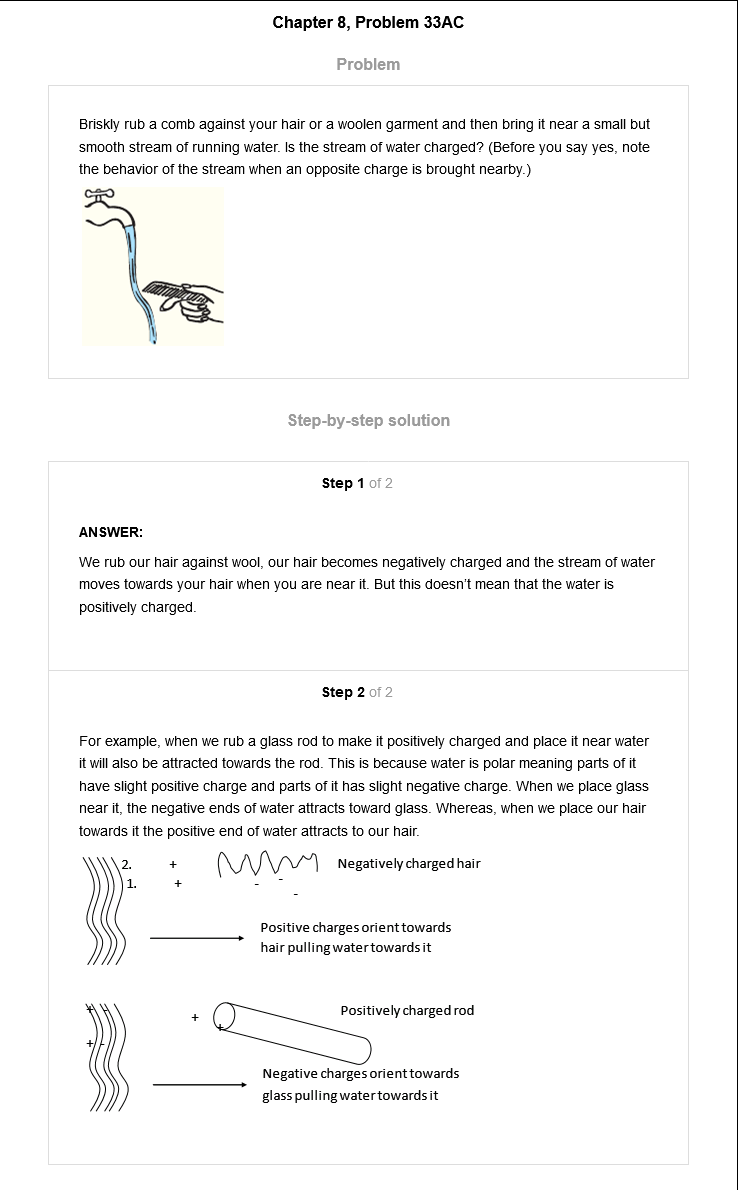 Chapter 8, Problem 33AC
Problem
Briskly rub a comb against your hair or a woolen garment and then bring it near a small but
smooth stream of running water. Is the stream of water charged? (Before you say yes, note
the behavior of the stream when an opposite charge is brought nearby.)
Step-by-step solution
Step 1 of 2
ANSWER:
We rub our hair against wool, our hair becomes negatively charged and the stream of water
moves towards your hair when you are near it. But this doesn't mean that the water is
positively charged.
Step 2 of 2
For example, when we rub a glass rod to make it positively charged and place it near water
it will also be attracted towards the rod. This is because water is polar meaning parts of it
have slight positive charge and parts of it has slight negative charge. When we place glass
near it, the negative ends of water attracts toward glass. Whereas, when we place our hair
towards it the positive end of water attracts to our hair.
2. + Negatively charged hair
1. + - -
-
Positive charges orient towards
hair pulling water towards it
+ - + Positively charged rod
+
+ -
Negative charges orient towards
glass pulling water towards it